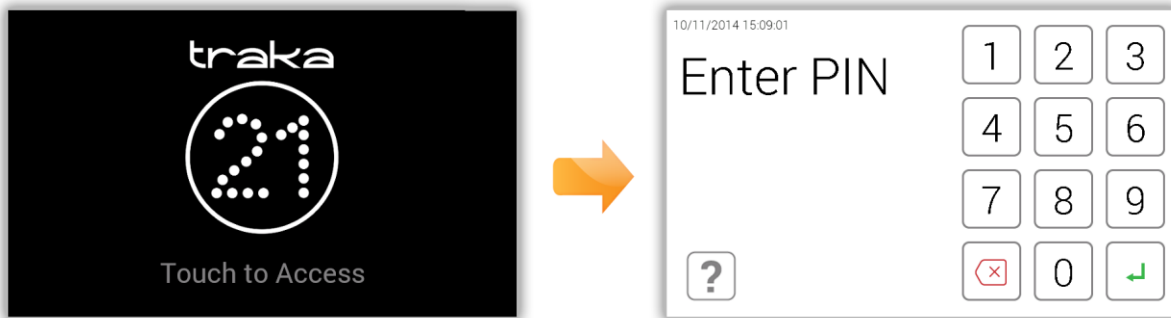 traka
21
Touch to Access
10/11/2014 15:09:01
Enter PIN
1 2 3
4 5 6
7 8 9
?
0